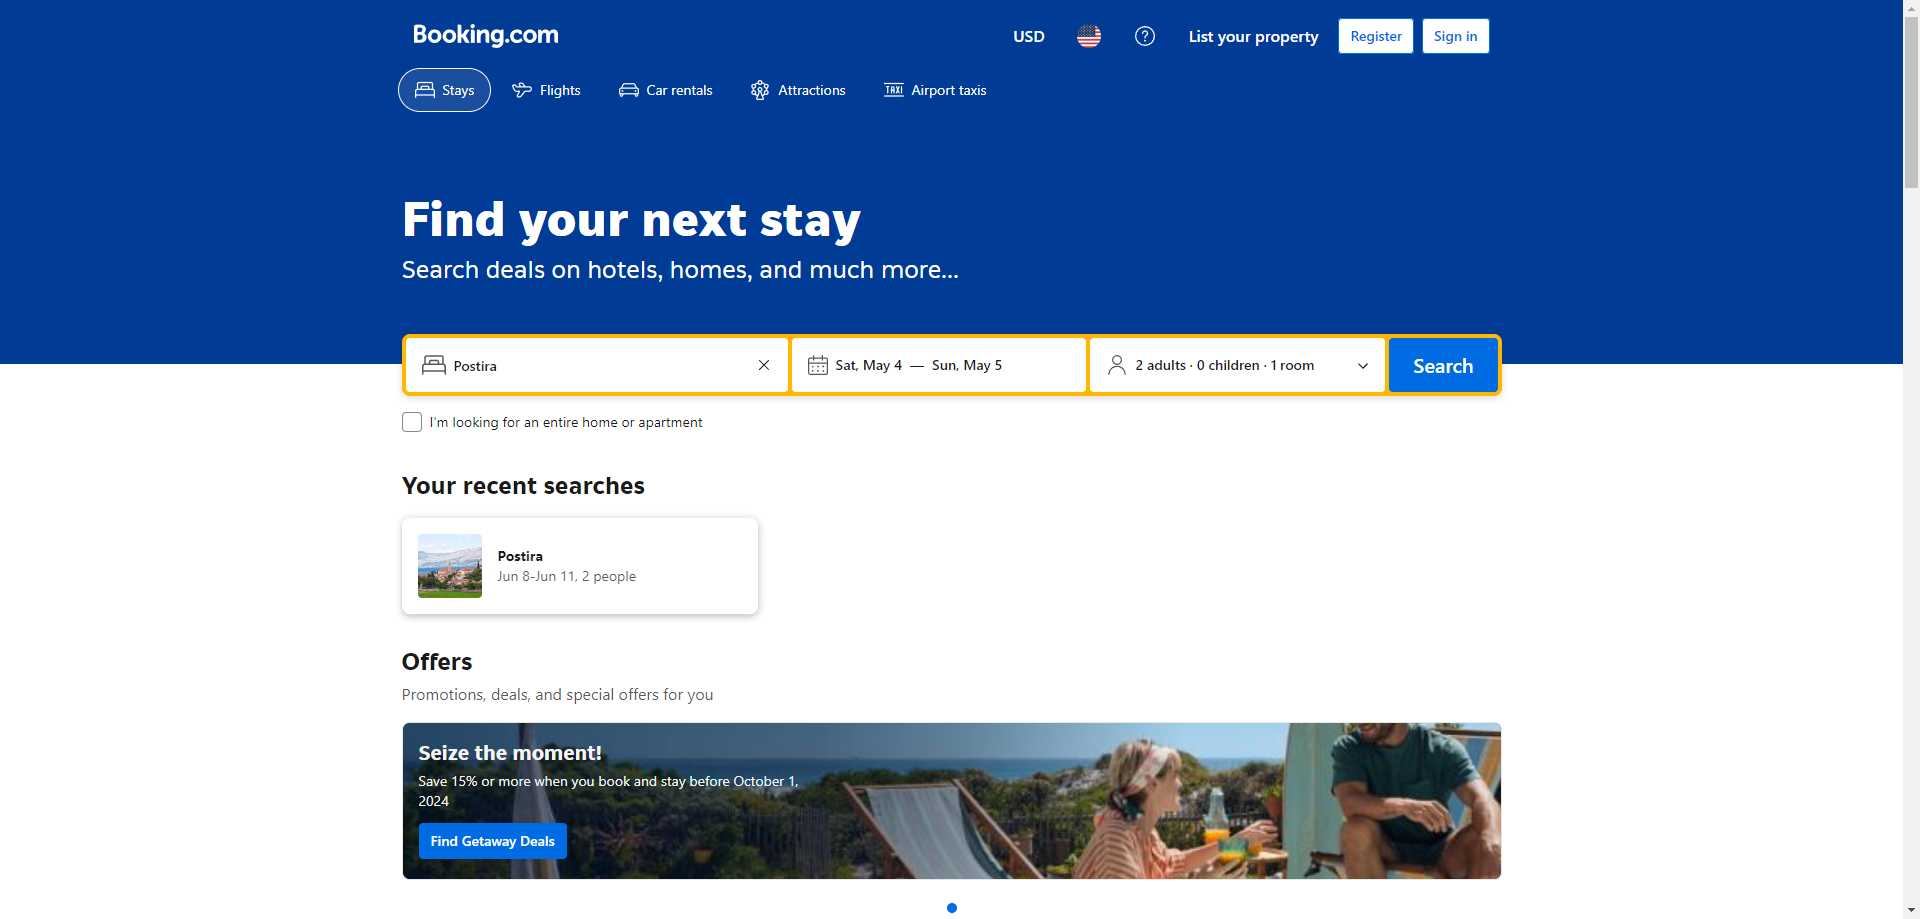 Booking.com
USD
List your property
Register
Sign in
Stays
Flights
Car rentals
Attractions
TAXI Airport taxis
Find your next stay
Search deals on hotels, homes, and much more...
Postira
Sat, May 4 — Sun, May 5
2 adults · 0 children · 1 room
Search
I'm looking for an entire home or apartment
Your recent searches
Postira
Jun 8-Jun 11, 2 people
Offers
Promotions, deals, and special offers for you
Seize the moment!
Save 15% or more when you book and stay before October 1,
2024
Find Getaway Deals